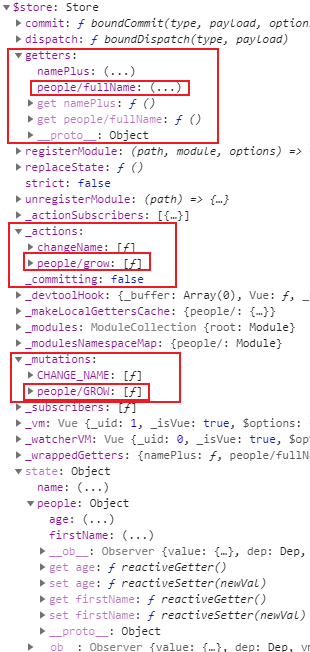 ▼$store: Store
▶commit: ƒ boundCommit(type, payload, option
▶dispatch: ƒ boundDispatch(type, payload)
▼getters:
namePlus: (...)
people/fullName: (...)
▶get namePlus: ƒ ()
▶get people/fullName: ƒ ()
▶__proto__: Object
▶registerModule: (path, module, options) =>
▶replaceState: ƒ ()
strict: false
▶unregisterModule: (path) => {…}
▶_actionSubscribers: [{…}]
▼_actions:
▶changeName: [ƒ]
▶people/grow: [ƒ]
_committing: false
▶_devtoolHook: {_buffer: Array(0), Vue: ƒ, _
▶_makeLocalGettersCache: {people/: {…}}
▶_modules: ModuleCollection {root: Module}
▶_modulesNamespaceMap: {people/: Module}
▼_mutations:
▶CHANGE_NAME: [ƒ]
▶people/GROW: [ƒ]
▶_subscribers: [ƒ]
▶_vm: Vue {_uid: 1, _isVue: true, $options:
▶_watcherVM: Vue {_uid: 0, _isVue: true, $o
▶_wrappedGetters: {namePlus: ƒ, people/fullN
▼state: Object
name: (...)
▼people: Object
age: (...)
firstName: (...)
▶__ob__: Observer {value: {…}, dep: Dep,
▶get age: ƒ reactiveGetter()
▶set age: ƒ reactiveSetter(newVal)
▶get firstName: ƒ reactiveGetter()
▶set firstName: ƒ reactiveSetter(newVal)
▶__proto__: Object
▶__ob__: Observer {value: {…}, dep: Dep, vm